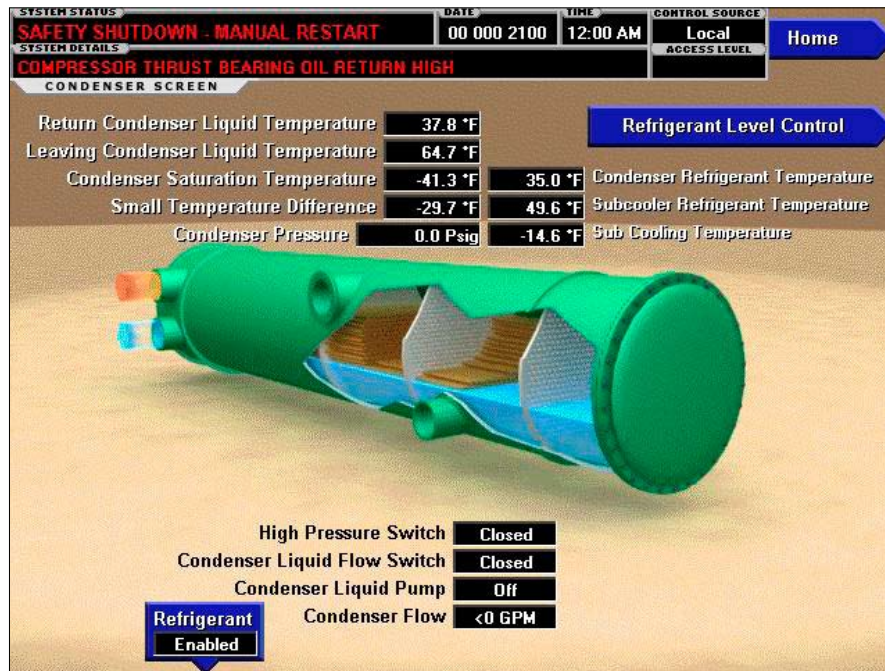 SYSTEM STATUS
SAFETY SHUTDOWN - MANUAL RESTART
DATE
00 000 2100
TIME
12:00 AM
CONTROL SOURCE
Local
ACCESS LEVEL
Home
SYSTEM DETAILS
COMPRESSOR THRUST BEARING OIL RETURN HIGH
CONDENSER SCREEN
Refrigerant Level Control
Return Condenser Liquid Temperature 37.8 °F
Leaving Condenser Liquid Temperature 64.7 °F
Condenser Saturation Temperature -41.3 °F 35.0 °F Condenser Refrigerant Temperature
Small Temperature Difference -29.7 °F 49.6 °F Subcooler Refrigerant Temperature
Condenser Pressure 0.0 Psig -14.6 °F Sub Cooling Temperature
High Pressure Switch Closed
Condenser Liquid Flow Switch Closed
Condenser Liquid Pump Off
Condenser Flow <0 GPM
Refrigerant
Enabled